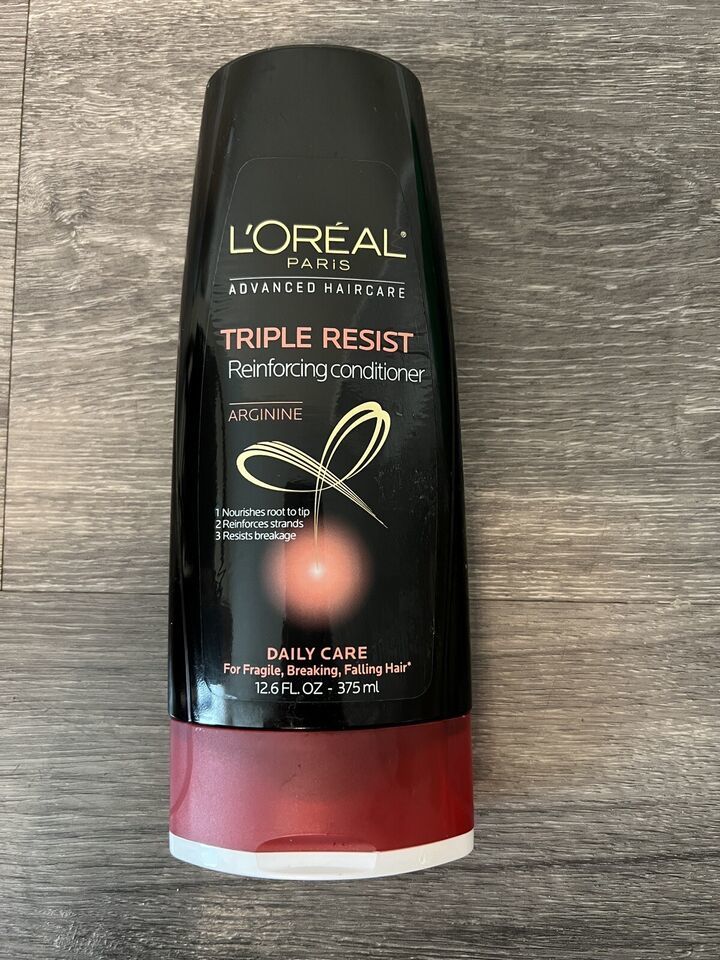 L'ORÉAL®
PARIS
ADVANCED HAIRCARE
TRIPLE RESIST
Reinforcing conditioner
ARGININE
1 Nourishes root to tip
2 Reinforces strands
3 Resists breakage
DAILY CARE
For Fragile, Breaking, Falling Hair*
12.6 FL. OZ - 375 ml